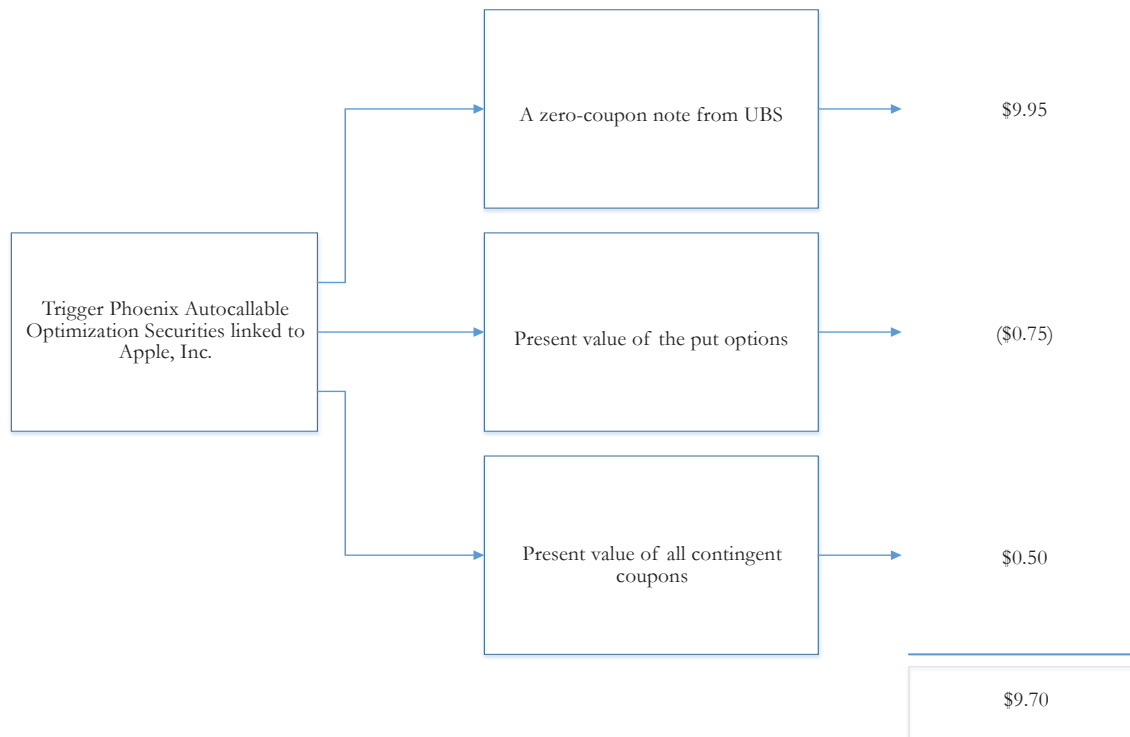 A zero-coupon note from UBS
$9.95
Trigger Phoenix Autocallable
Optimization Securities linked to
Apple, Inc.
Present value of the put options
($0.75)
Present value of all contingent
coupons
$0.50
$9.70